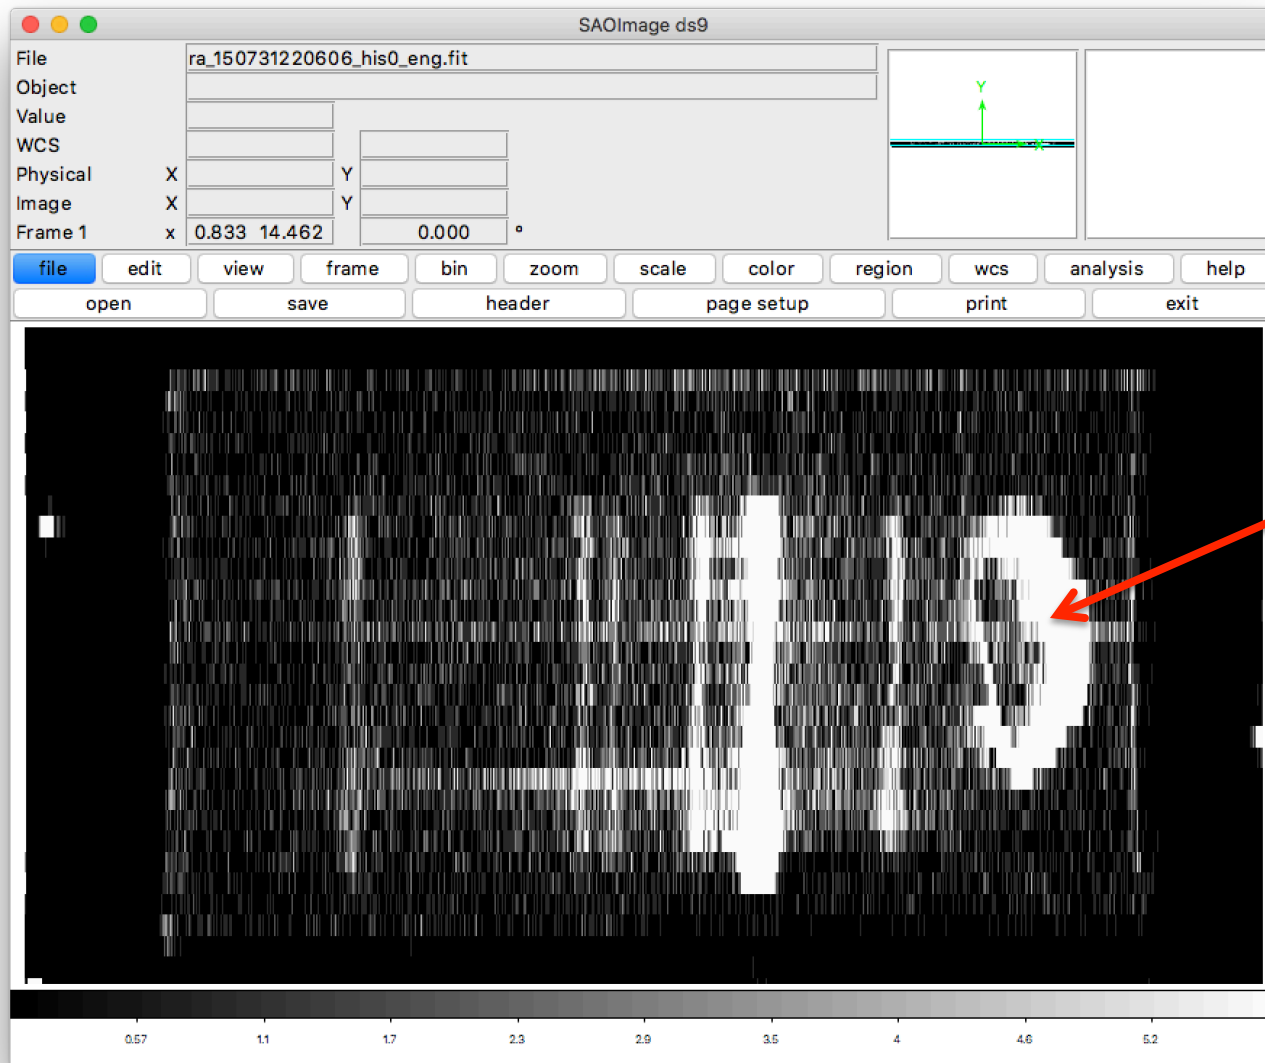 SAOImage ds9
File ra_150731220606_his0_eng.fit
Object
Value
WCS
Physical X Y
Image X Y
Frame 1 x 0.833 14.462 0.000 °
Y
X
file edit view frame bin zoom scale color region wcs analysis help
open save header page setup print exit
0.57 1.1 1.7 2.3 2.9 3.5 4 4.6 5.2